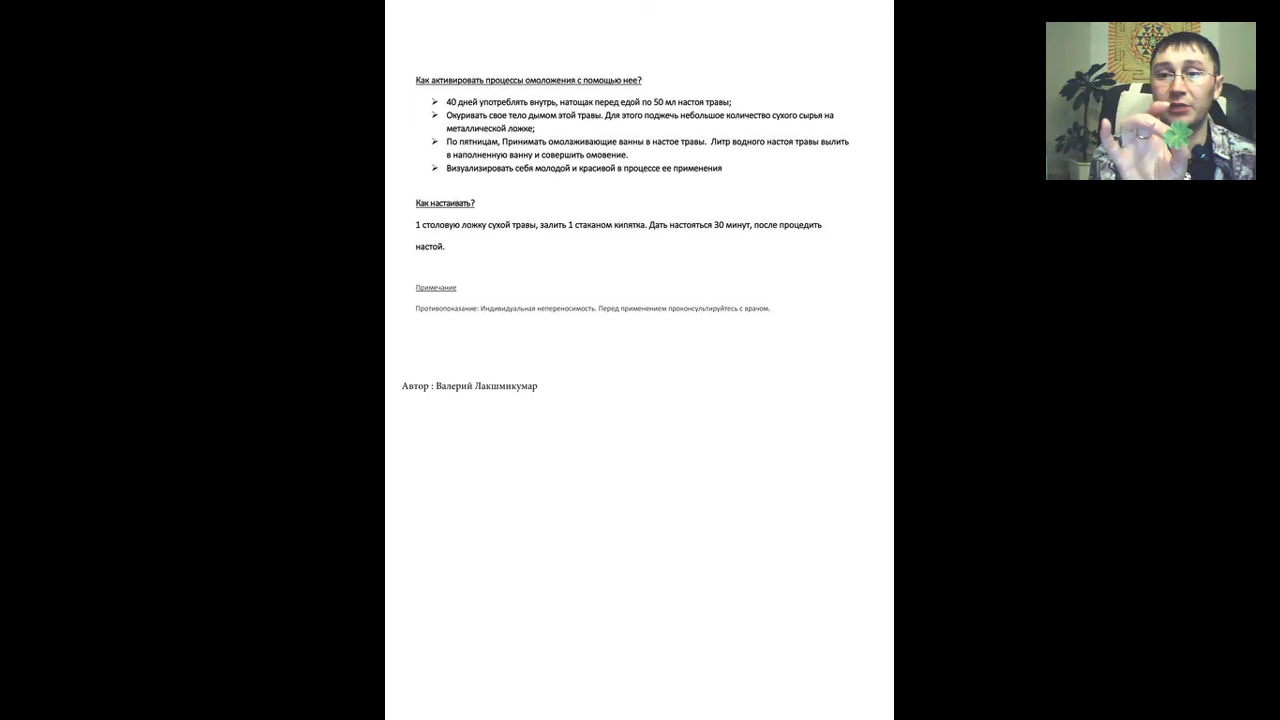 Как активировать процессы омоложения с помощью нее?
➢ 40 дней употреблять внутрь, натощак перед едой по 50 мл настоя травы;
➢ Окуривать свое тело дымом этой травы. Для этого поджечь небольшое количество сухого сырья на
металлической ложке;
➢ По пятницам, Принимать омолаживающие ванны в настое травы. Литр водного настоя травы вылить
в наполненную ванну и совершить омовение.
➢ Визуализировать себя молодой и красивой в процессе ее применения
Как настаивать?
1 столовую ложку сухой травы, залить 1 стаканом кипятка. Дать настояться 30 минут, после процедить
настой.
Примечание
Противопоказание: Индивидуальная непереносимость. Перед применением проконсультируйтесь с врачом.
Автор : Валерий Лакшмикумар